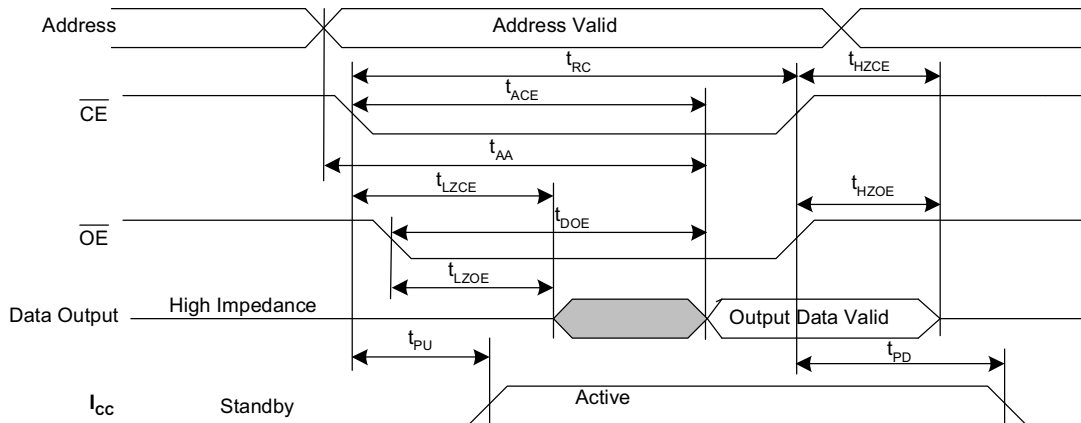 Address
Address Valid
tRC
tHZCE
tACE
CE
tAA
tLZCE
tHZOE
OE
tDOE
tLZOE
Data Output
High Impedance
Output Data Valid
tPU
tPD
ICC
Standby
Active